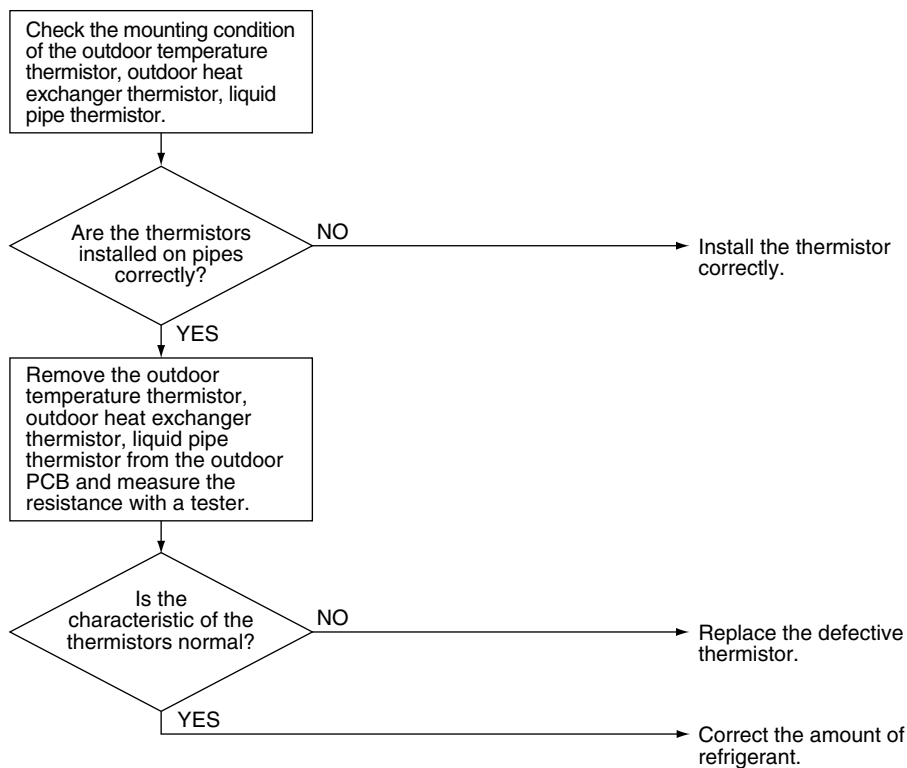 Check the mounting condition
of the outdoor temperature
thermistor, outdoor heat
exchanger thermistor, liquid
pipe thermistor.
Are the thermistors
installed on pipes
correctly?
NO
Install the thermistor
correctly.
YES
Remove the outdoor
temperature thermistor,
outdoor heat exchanger
thermistor, liquid pipe
thermistor from the outdoor
PCB and measure the
resistance with a tester.
Is the
characteristic of the
thermistors normal?
NO
Replace the defective
thermistor.
YES
Correct the amount of
refrigerant.